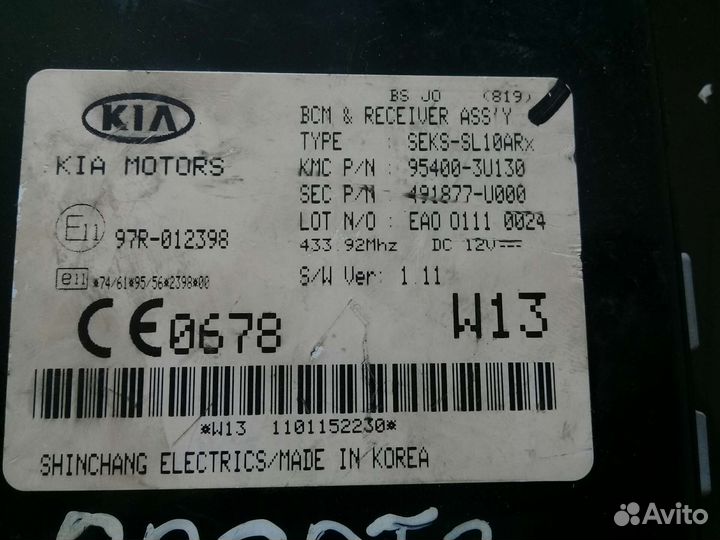 BS JO (819)
KIA
BCM & RECEIVER ASS'Y
TYPE : SEKS-SL10ARx
KIA MOTORS
KMC P/N : 95400-3U130
SEC P/N : 491877-U000
LOT N/O : EAO 0111 0024
E11 97R-012398
433.92Mhz DC 12V
e11 *74/61*95/56*2398*00
S/W Ver: 1.11
CE0678
W13
*W13 1101152230*
SHINCHANG ELECTRICS/MADE IN KOREA
Avito